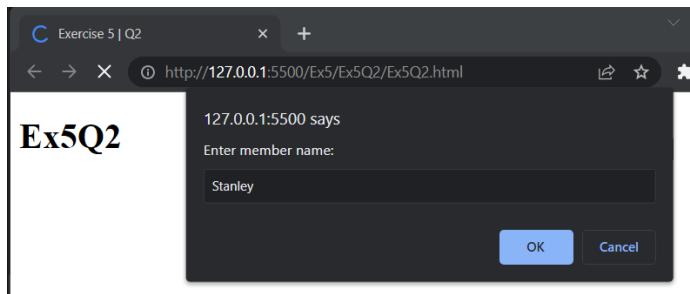 Exercise 5 | Q2
http://127.0.0.1:5500/Ex5/Ex5Q2/Ex5Q2.html
Ex5Q2
127.0.0.1:5500 says
Enter member name:
Stanley
OK Cancel